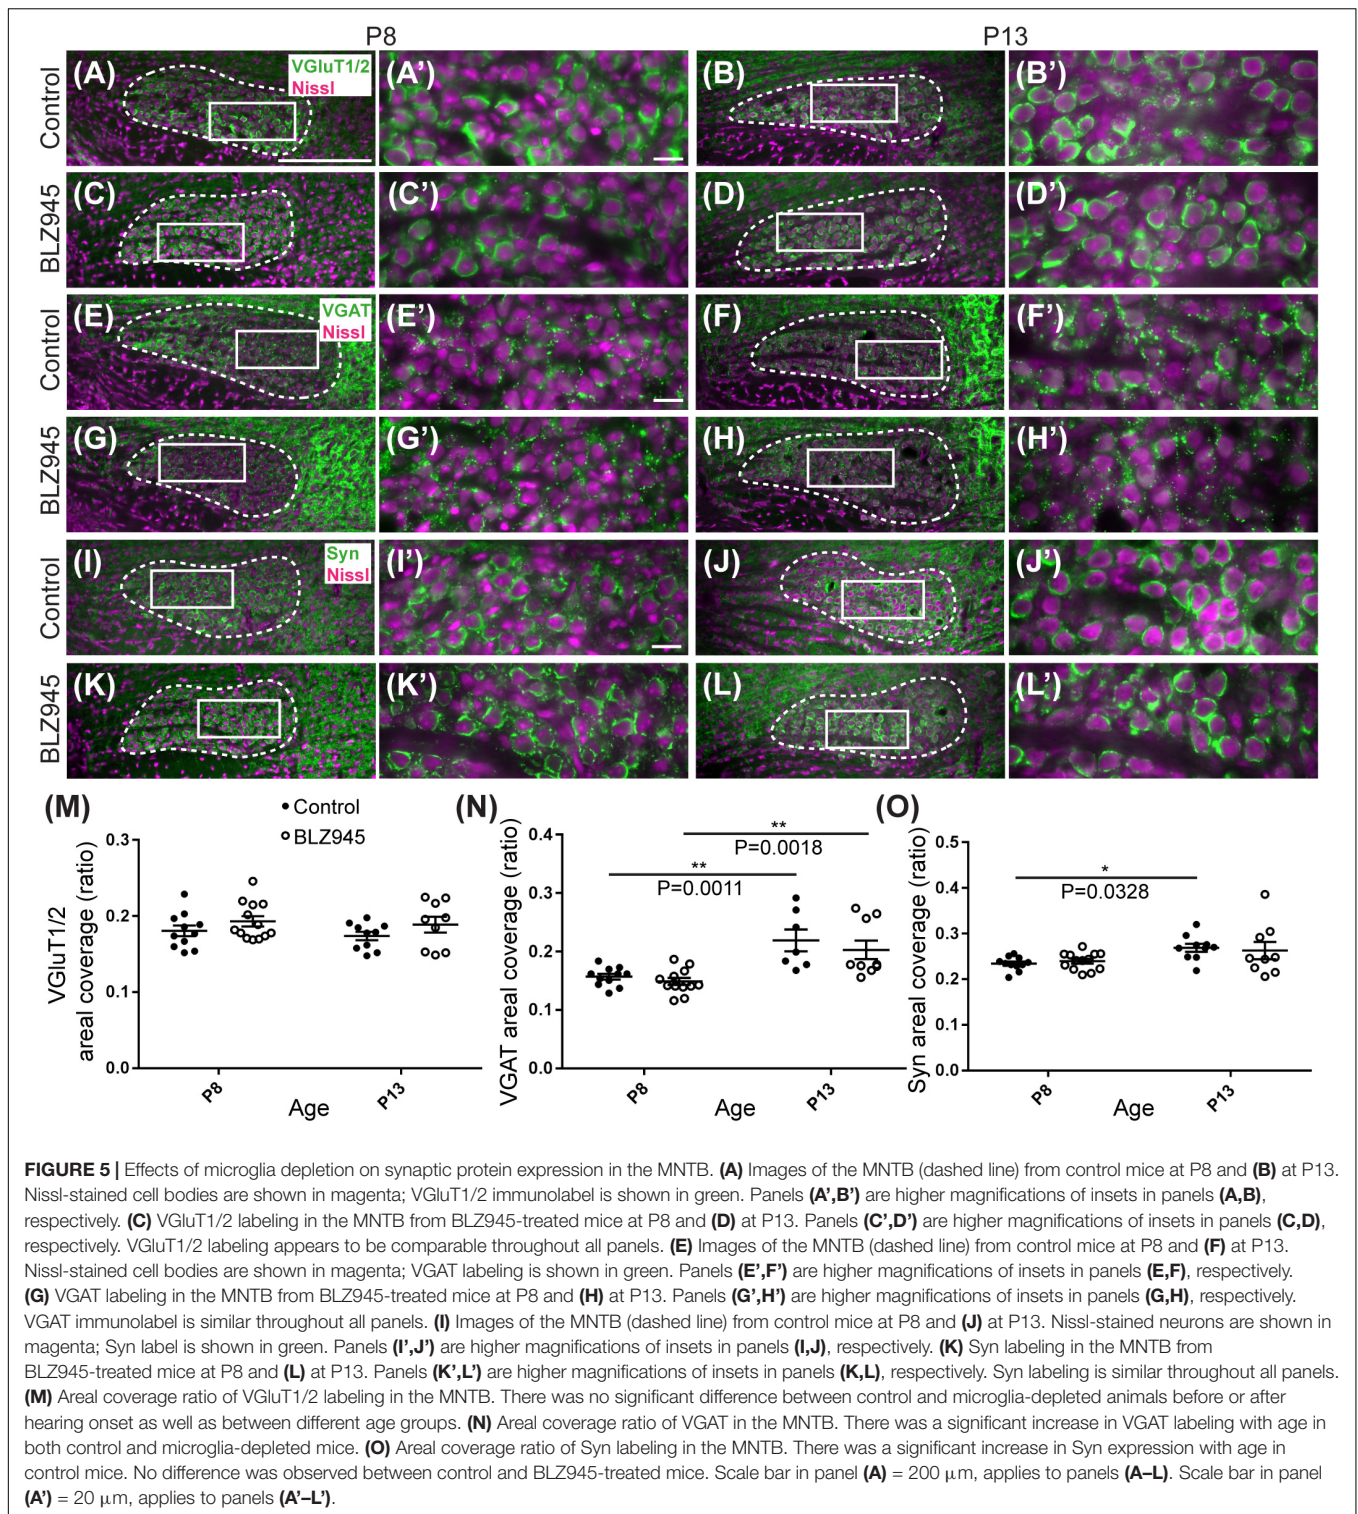 P8 P13
Control (A) VGluT1/2 Nissl (A') (B) (B')
BLZ945 (C) (C') (D) (D')
Control (E) VGAT Nissl (E') (F) (F')
BLZ945 (G) (G') (H) (H')
Control (I) Syn Nissl (I') (J) (J')
BLZ945 (K) (K') (L) (L')
(M)
Control
BLZ945
VGluT1/2
areal coverage (ratio)
0.3
0.2
0.1
0.0
P8 P13
Age
(N)
VGAT areal coverage (ratio)
0.4
0.3
0.2
0.1
0.0
**
P=0.0018
**
P=0.0011
P8 P13
Age
(O)
Syn areal coverage (ratio)
0.5
0.4
0.3
0.2
0.1
0.0
*
P=0.0328
P8 P13
Age
FIGURE 5 | Effects of microglia depletion on synaptic protein expression in the MNTB. (A) Images of the MNTB (dashed line) from control mice at P8 and (B) at P13.
Nissl-stained cell bodies are shown in magenta; VGluT1/2 immunolabel is shown in green. Panels (A',B') are higher magnifications of insets in panels (A,B),
respectively. (C) VGluT1/2 labeling in the MNTB from BLZ945-treated mice at P8 and (D) at P13. Panels (C',D') are higher magnifications of insets in panels (C,D),
respectively. VGluT1/2 labeling appears to be comparable throughout all panels. (E) Images of the MNTB (dashed line) from control mice at P8 and (F) at P13.
Nissl-stained cell bodies are shown in magenta; VGAT labeling is shown in green. Panels (E',F') are higher magnifications of insets in panels (E,F), respectively.
(G) VGAT labeling in the MNTB from BLZ945-treated mice at P8 and (H) at P13. Panels (G',H') are higher magnifications of insets in panels (G,H), respectively.
VGAT immunolabel is similar throughout all panels. (I) Images of the MNTB (dashed line) from control mice at P8 and (J) at P13. Nissl-stained neurons are shown in
magenta; Syn label is shown in green. Panels (I',J') are higher magnifications of insets in panels (I,J), respectively. (K) Syn labeling in the MNTB from
BLZ945-treated mice at P8 and (L) at P13. Panels (K',L') are higher magnifications of insets in panels (K,L), respectively. Syn labeling is similar throughout all panels.
(M) Areal coverage ratio of VGluT1/2 labeling in the MNTB. There was no significant difference between control and microglia-depleted animals before or after
hearing onset as well as between different age groups. (N) Areal coverage ratio of VGAT in the MNTB. There was a significant increase in VGAT labeling with age in
both control and microglia-depleted mice. (O) Areal coverage ratio of Syn labeling in the MNTB. There was a significant increase in Syn expression with age in
control mice. No difference was observed between control and BLZ945-treated mice. Scale bar in panel (A) = 200 μm, applies to panels (A–L). Scale bar in panel
(A') = 20 μm, applies to panels (A'–L').